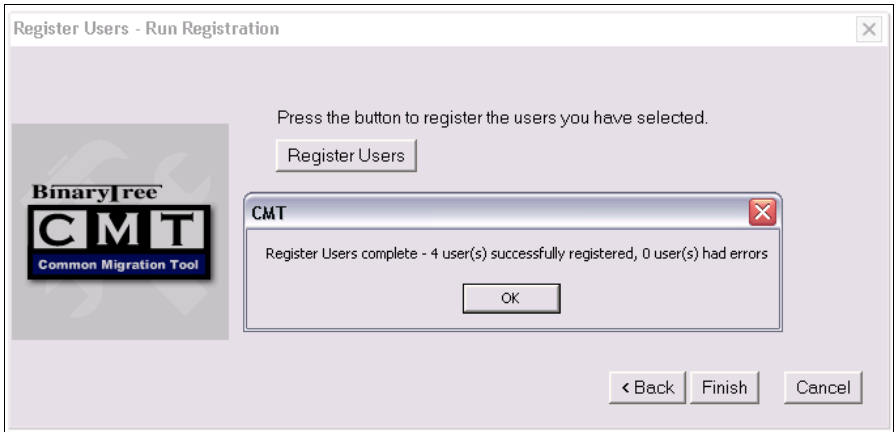 Register Users - Run Registration
Press the button to register the users you have selected.
Register Users
BinaryTree
CMT
Common Migration Tool
CMT
Register Users complete - 4 user(s) successfully registered, 0 user(s) had errors
OK
< Back
Finish
Cancel